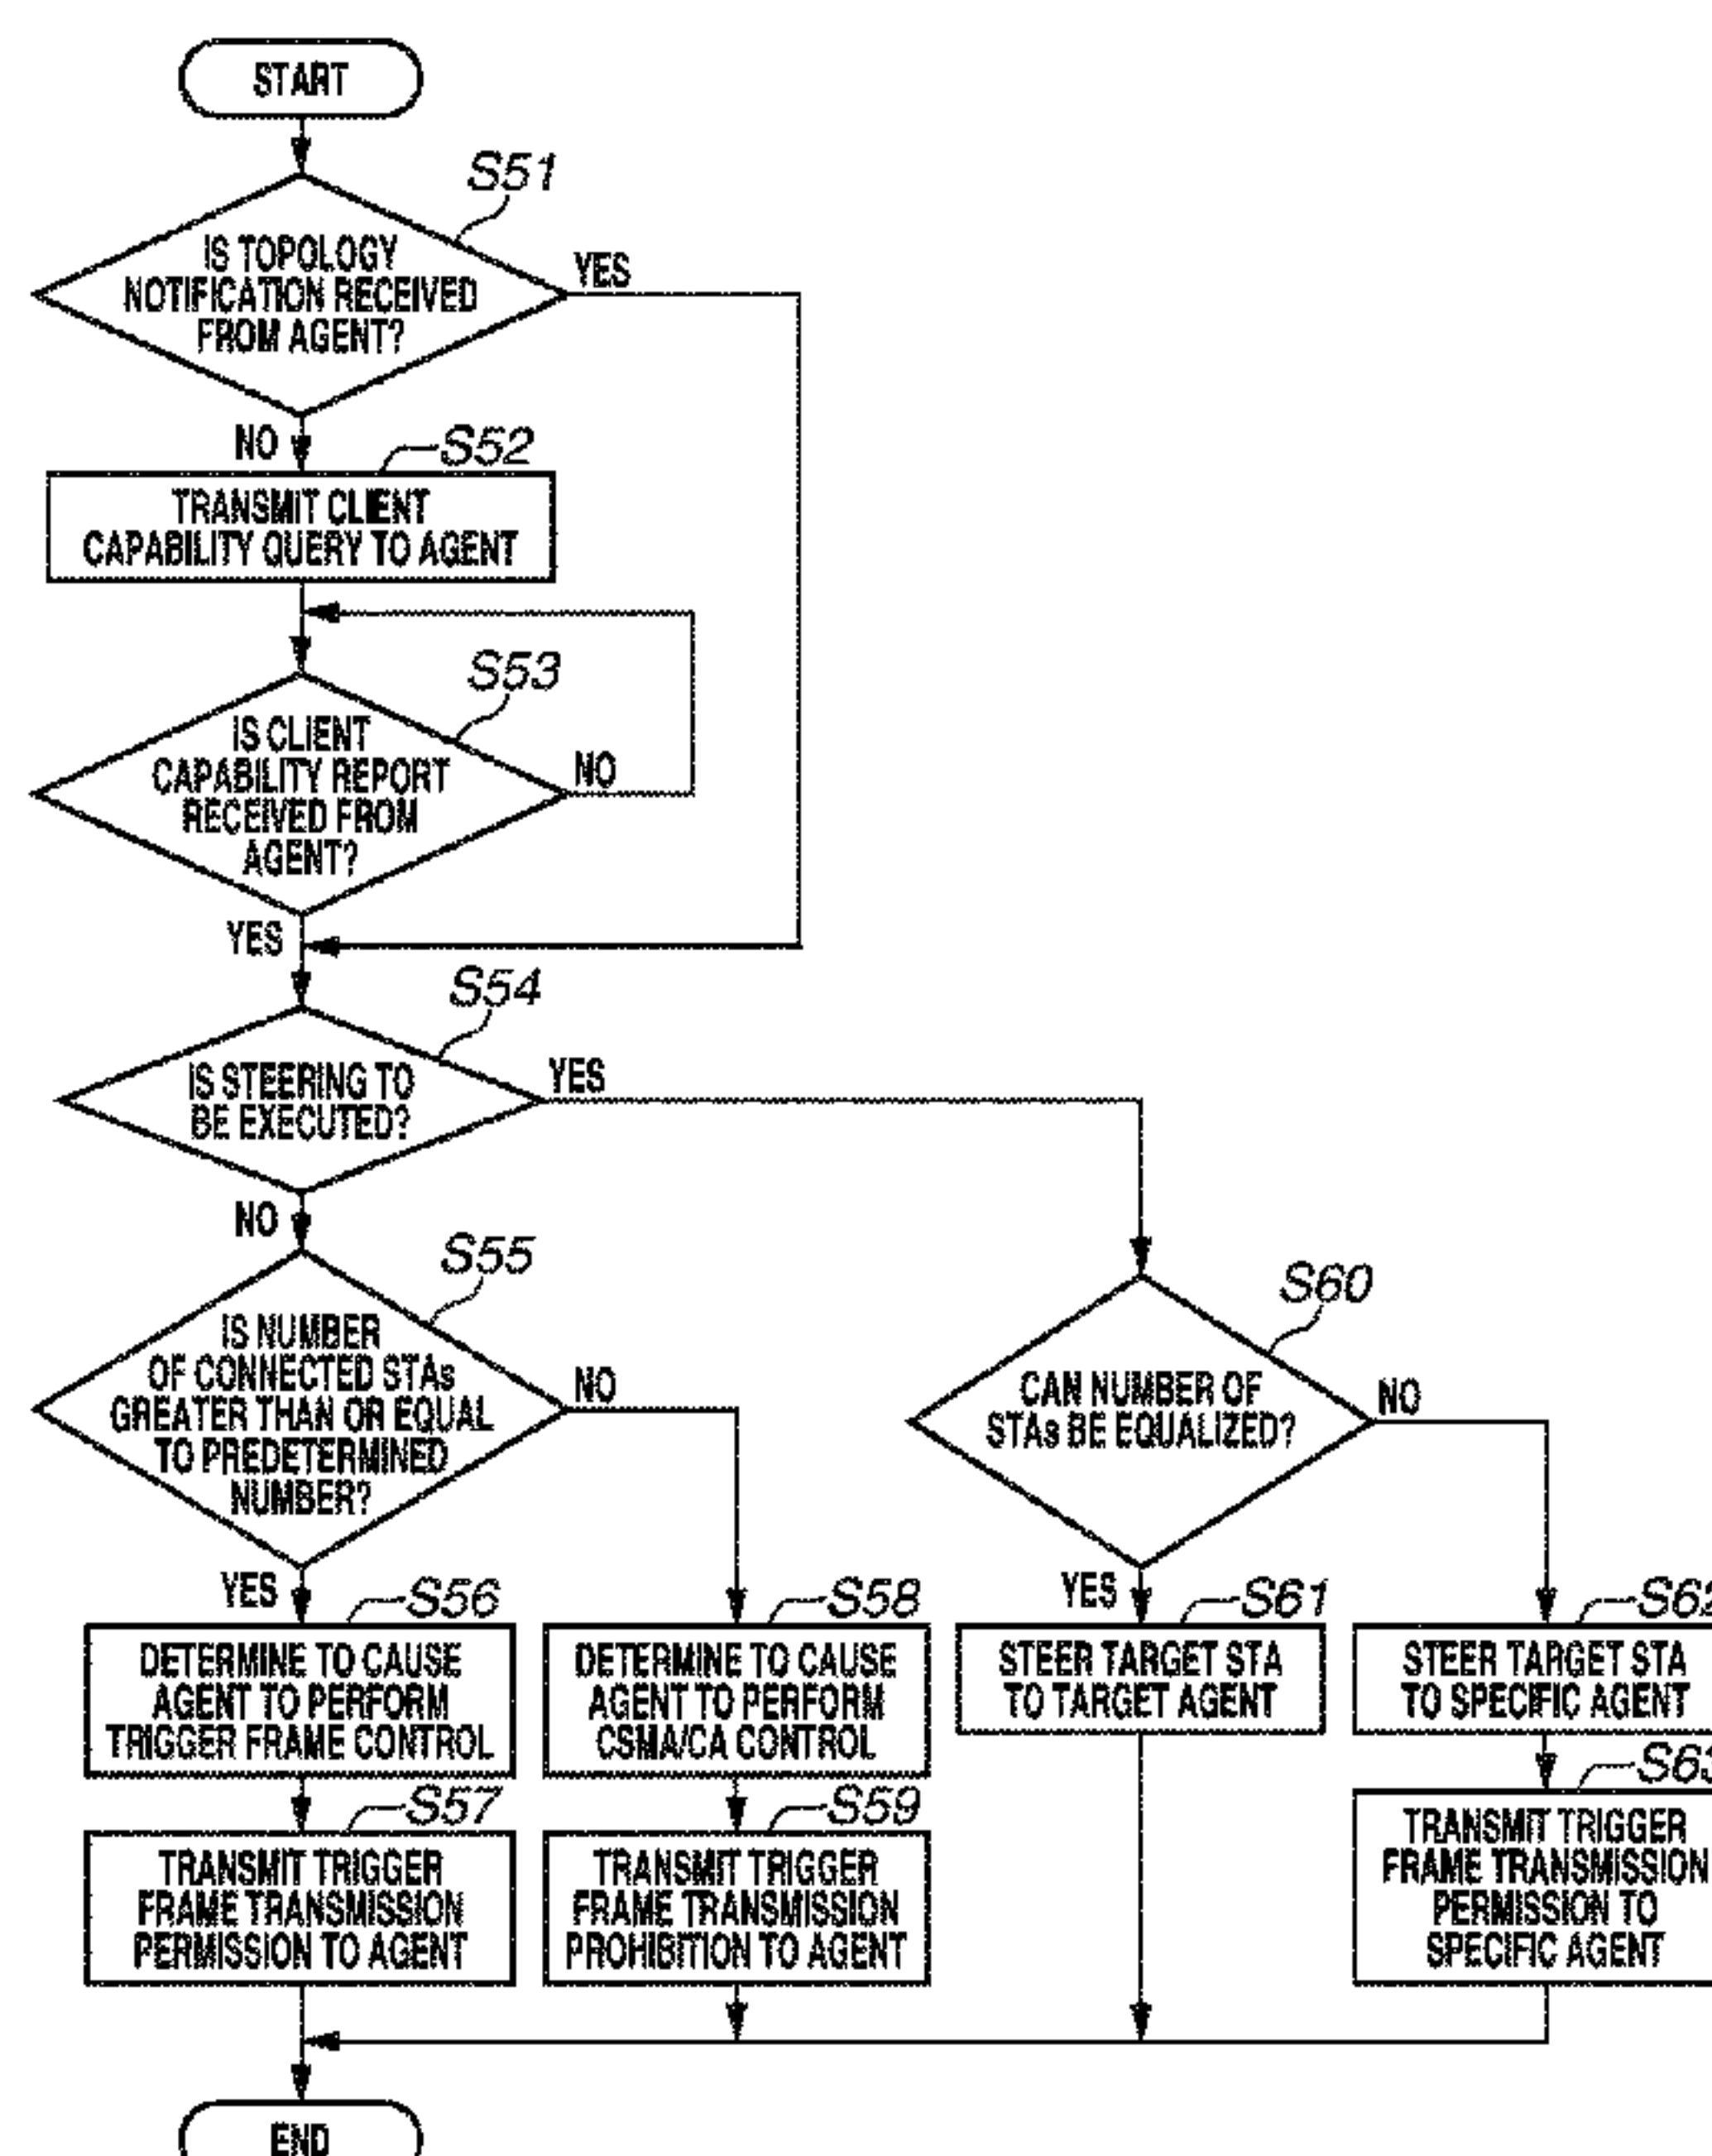 START
S51
IS TOPOLOGY
NOTIFICATION RECEIVED
FROM AGENT?
YES
NO
S52
TRANSMIT CLIENT
CAPABILITY QUERY TO AGENT
S53
IS CLIENT
CAPABILITY REPORT
RECEIVED FROM
AGENT?
NO
YES
S54
IS STEERING TO
BE EXECUTED?
YES
NO
S55
IS NUMBER
OF CONNECTED STAs
GREATER THAN OR EQUAL
TO PREDETERMINED
NUMBER?
NO
YES
S60
CAN NUMBER OF
STAs BE EQUALIZED?
NO
YES
S56
DETERMINE TO CAUSE
AGENT TO PERFORM
TRIGGER FRAME CONTROL
S58
DETERMINE TO CAUSE
AGENT TO PERFORM
CSMA/CA CONTROL
S61
STEER TARGET STA
TO TARGET AGENT
S62
STEER TARGET STA
TO SPECIFIC AGENT
S57
TRANSMIT TRIGGER
FRAME TRANSMISSION
PERMISSION TO AGENT
S59
TRANSMIT TRIGGER
FRAME TRANSMISSION
PROHIBITION TO AGENT
S63
TRANSMIT TRIGGER
FRAME TRANSMISSION
PERMISSION TO
SPECIFIC AGENT
END